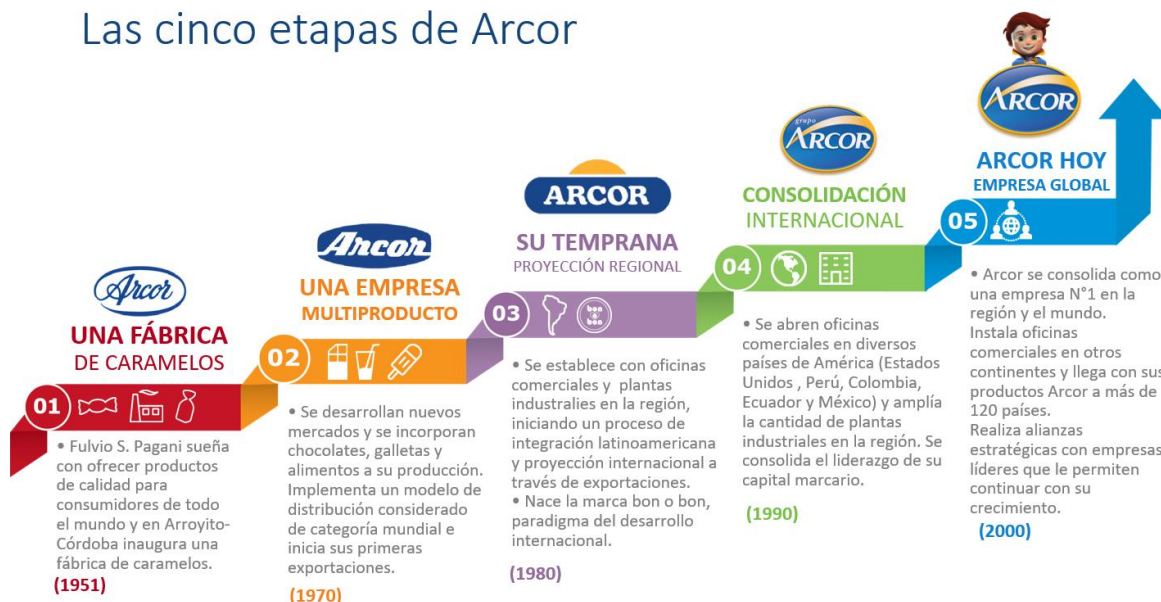 Las cinco etapas de Arcor
Arcor
UNA FÁBRICA
DE CARAMELOS
01
• Fulvio S. Pagani sueña
con ofrecer productos
de calidad para
consumidores de todo
el mundo y en Arroyito-
Córdoba inaugura una
fábrica de caramelos.
(1951)
Arcor
UNA EMPRESA
MULTIPRODUCTO
02
• Se desarrollan nuevos
mercados y se incorporan
chocolates, galletas y
alimentos a su producción.
Implementa un modelo de
distribución considerado
de categoría mundial e
inicia sus primeras
exportaciones.
(1970)
ARCOR
SU TEMPRANA
PROYECCIÓN REGIONAL
03
bon
o
bon
• Se establece con oficinas
comerciales y plantas
industralies en la región,
iniciando un proceso de
integración latinoamericana
y proyección internacional a
través de exportaciones.
• Nace la marca bon o bon,
paradigma del desarrollo
internacional.
(1980)
grupo
ARCOR
CONSOLIDACIÓN
INTERNACIONAL
04
• Se abren oficinas
comerciales en diversos
países de América (Estados
Unidos , Perú, Colombia,
Ecuador y México) y amplía
la cantidad de plantas
industriales en la región. Se
consolida el liderazgo de su
capital marcario.
(1990)
ARCOR
ARCOR HOY
EMPRESA GLOBAL
05
• Arcor se consolida como
una empresa N°1 en la
región y el mundo.
Instala oficinas
comerciales en otros
continentes y llega con sus
productos Arcor a más de
120 países.
Realiza alianzas
estratégicas con empresas
líderes que le permiten
continuar con su
crecimiento.
(2000)